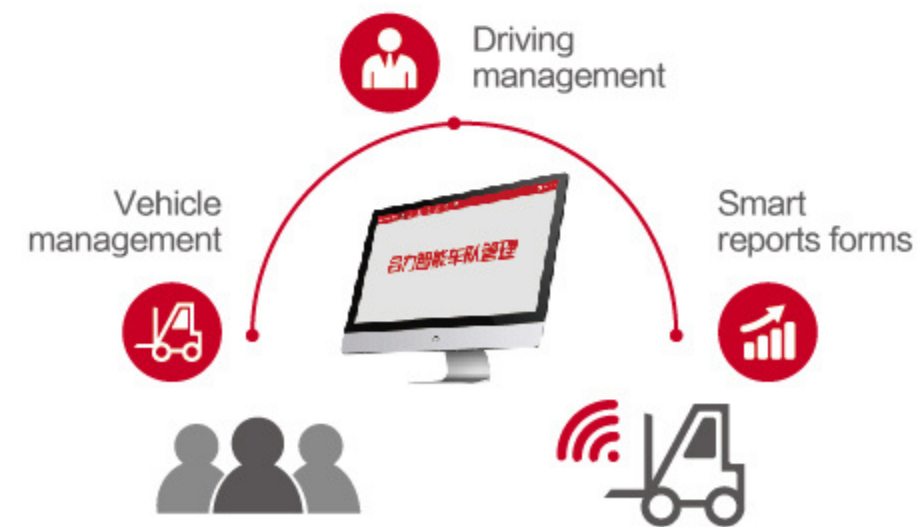 Driving
management
Vehicle
management
Smart
reports forms
合力智能车队管理